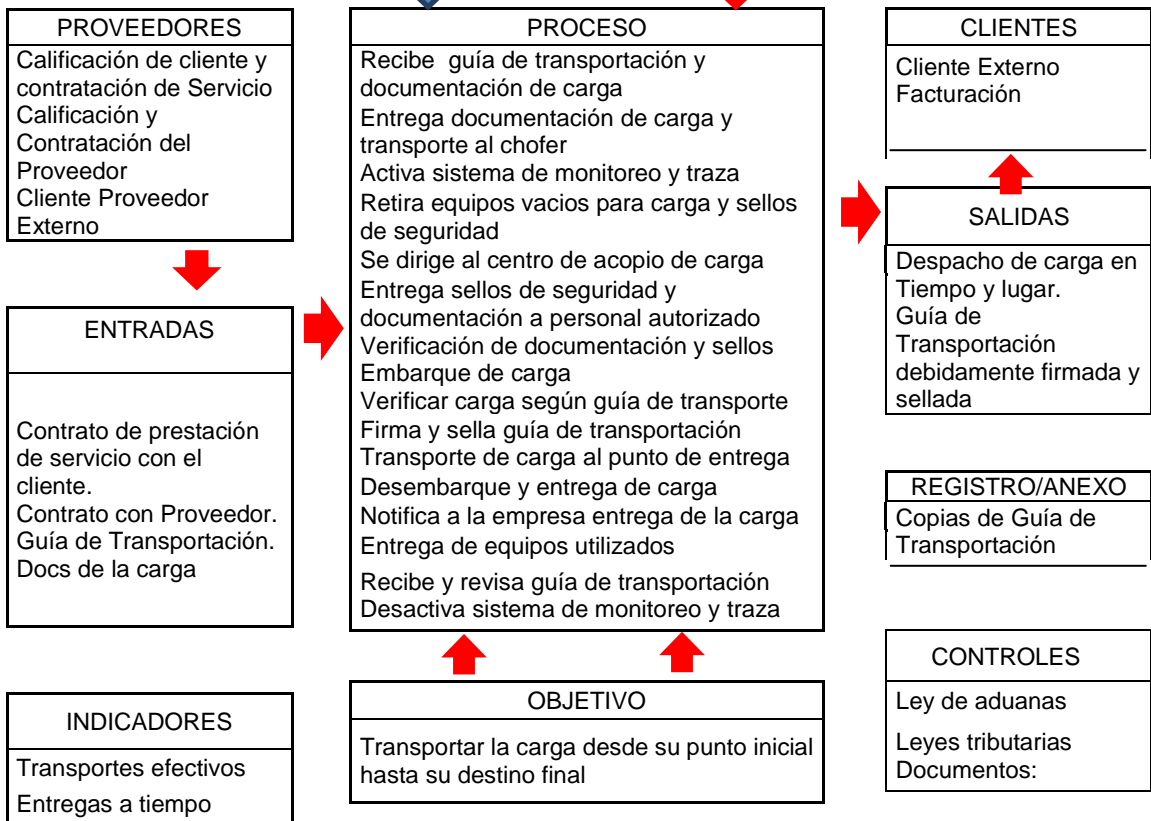 PROVEEDORES
Calificación de cliente y
contratación de Servicio
Calificación y
Contratación del
Proveedor
Cliente Proveedor
Externo
ENTRADAS
Contrato de prestación
de servicio con el
cliente.
Contrato con Proveedor.
Guía de Transportación.
Docs de la carga
INDICADORES
Transportes efectivos
Entregas a tiempo
PROCESO
Recibe guía de transportación y
documentación de carga
Entrega documentación de carga y
transporte al chofer
Activa sistema de monitoreo y traza
Retira equipos vacios para carga y sellos
de seguridad
Se dirige al centro de acopio de carga
Entrega sellos de seguridad y
documentación a personal autorizado
Verificación de documentación y sellos
Embarque de carga
Verificar carga según guía de transporte
Firma y sella guía de transportación
Transporte de carga al punto de entrega
Desembarque y entrega de carga
Notifica a la empresa entrega de la carga
Entrega de equipos utilizados
Recibe y revisa guía de transportación
Desactiva sistema de monitoreo y traza
OBJETIVO
Transportar la carga desde su punto inicial
hasta su destino final
CLIENTES
Cliente Externo
Facturación
SALIDAS
Despacho de carga en
Tiempo y lugar.
Guía de
Transportación
debidamente firmada y
sellada
REGISTRO/ANEXO
Copias de Guía de
Transportación
CONTROLES
Ley de aduanas
Leyes tributarias
Documentos: